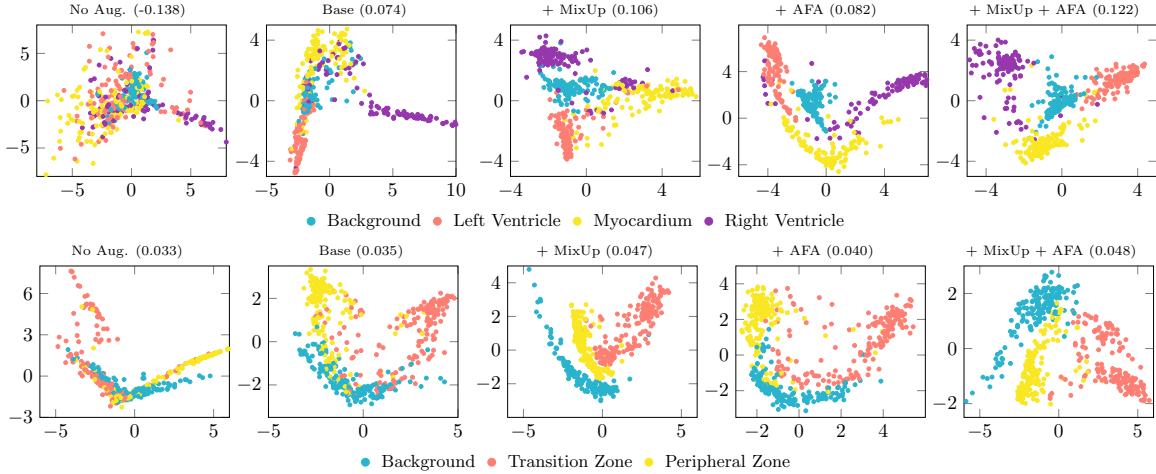 No Aug. (-0.138) Base (0.074) + MixUp (0.106) + AFA (0.082) + MixUp + AFA (0.122)
5 0 −5 −5 0 5
4 0 −4 −5 0 5 10
4 0 −4 −4 0 4
4 0 −4 −4 0 4
4 0 −4 −4 0 4
Background Left Ventricle Myocardium Right Ventricle
No Aug. (0.033) Base (0.035) + MixUp (0.047) + AFA (0.040) + MixUp + AFA (0.048)
6 3 0 −3 −5 0 5
2 0 −2 −5 0 5
4 2 0 −2 −5 0 5
4 2 0 −2 −2 0 2 4 6
2 0 −2 −5 0 5
Background Transition Zone Peripheral Zone